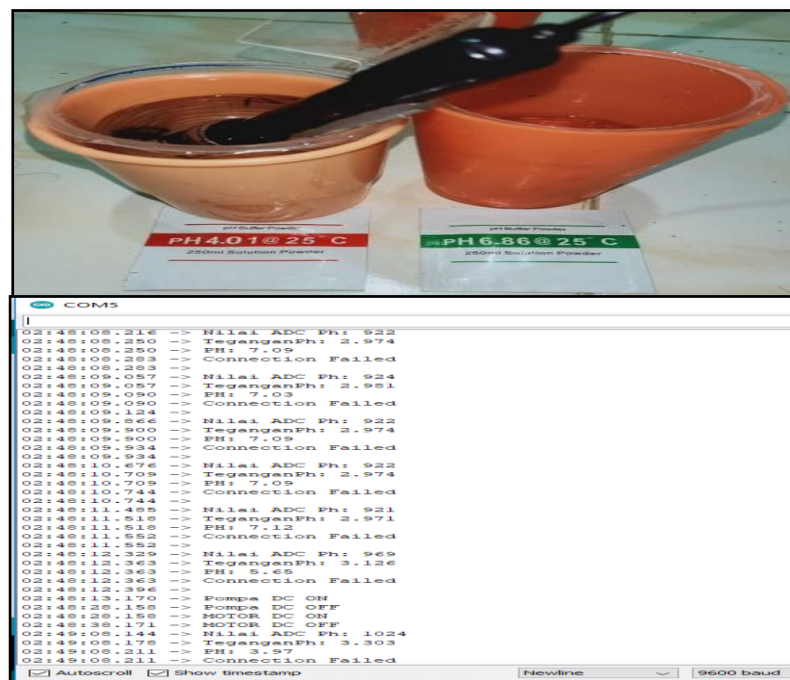 pH Buffer Powder
PH 4.01@ 25° C
250ml Solution Powder
pH Buffer Powder
PH 6.86@ 25° C
250ml Solution Powder
COM5
02:48:08.216 -> Nilai ADC Ph: 922
02:48:08.250 -> TeganganPh: 2.974
02:48:08.250 -> PH: 7.09
02:48:08.283 -> Connection Failed
02:48:08.283 ->
02:48:09.057 -> Nilai ADC Ph: 924
02:48:09.057 -> TeganganPh: 2.981
02:48:09.090 -> PH: 7.03
02:48:09.090 -> Connection Failed
02:48:09.124 ->
02:48:09.866 -> Nilai ADC Ph: 922
02:48:09.900 -> TeganganPh: 2.974
02:48:09.900 -> PH: 7.09
02:48:09.934 -> Connection Failed
02:48:09.934 ->
02:48:10.676 -> Nilai ADC Ph: 922
02:48:10.709 -> TeganganPh: 2.974
02:48:10.709 -> PH: 7.09
02:48:10.744 -> Connection Failed
02:48:10.744 ->
02:48:11.485 -> Nilai ADC Ph: 921
02:48:11.518 -> TeganganPh: 2.971
02:48:11.518 -> PH: 7.12
02:48:11.552 -> Connection Failed
02:48:11.552 ->
02:48:12.329 -> Nilai ADC Ph: 969
02:48:12.363 -> TeganganPh: 3.126
02:48:12.363 -> PH: 5.65
02:48:12.363 -> Connection Failed
02:48:12.396 ->
02:48:13.170 -> Pompa DC ON
02:48:28.158 -> Pompa DC OFF
02:48:28.158 -> MOTOR DC ON
02:48:38.171 -> MOTOR DC OFF
02:49:08.144 -> Nilai ADC Ph: 1024
02:49:08.178 -> TeganganPh: 3.303
02:49:08.211 -> PH: 3.97
02:49:08.211 -> Connection Failed
Autoscroll Show timestamp Newline 9600 baud